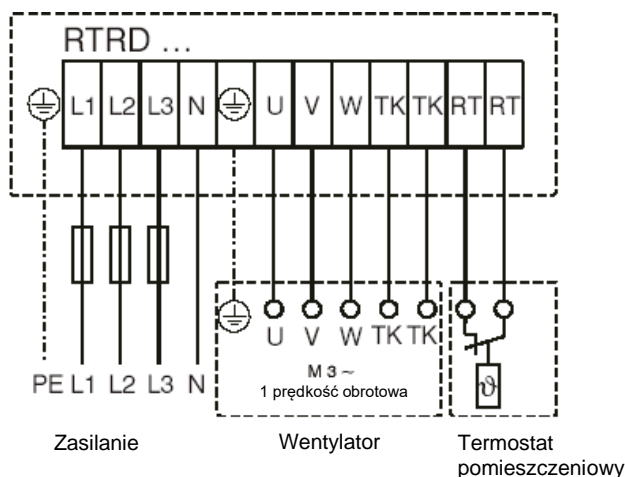 RTRD ...
L1 L2 L3 N U V W TK TK RT RT
U V W TK TK
M 3 ~
1 prędkość obrotowa
ϑ
PE L1 L2 L3 N
Zasilanie
Wentylator
Termostat
pomieszczeniowy